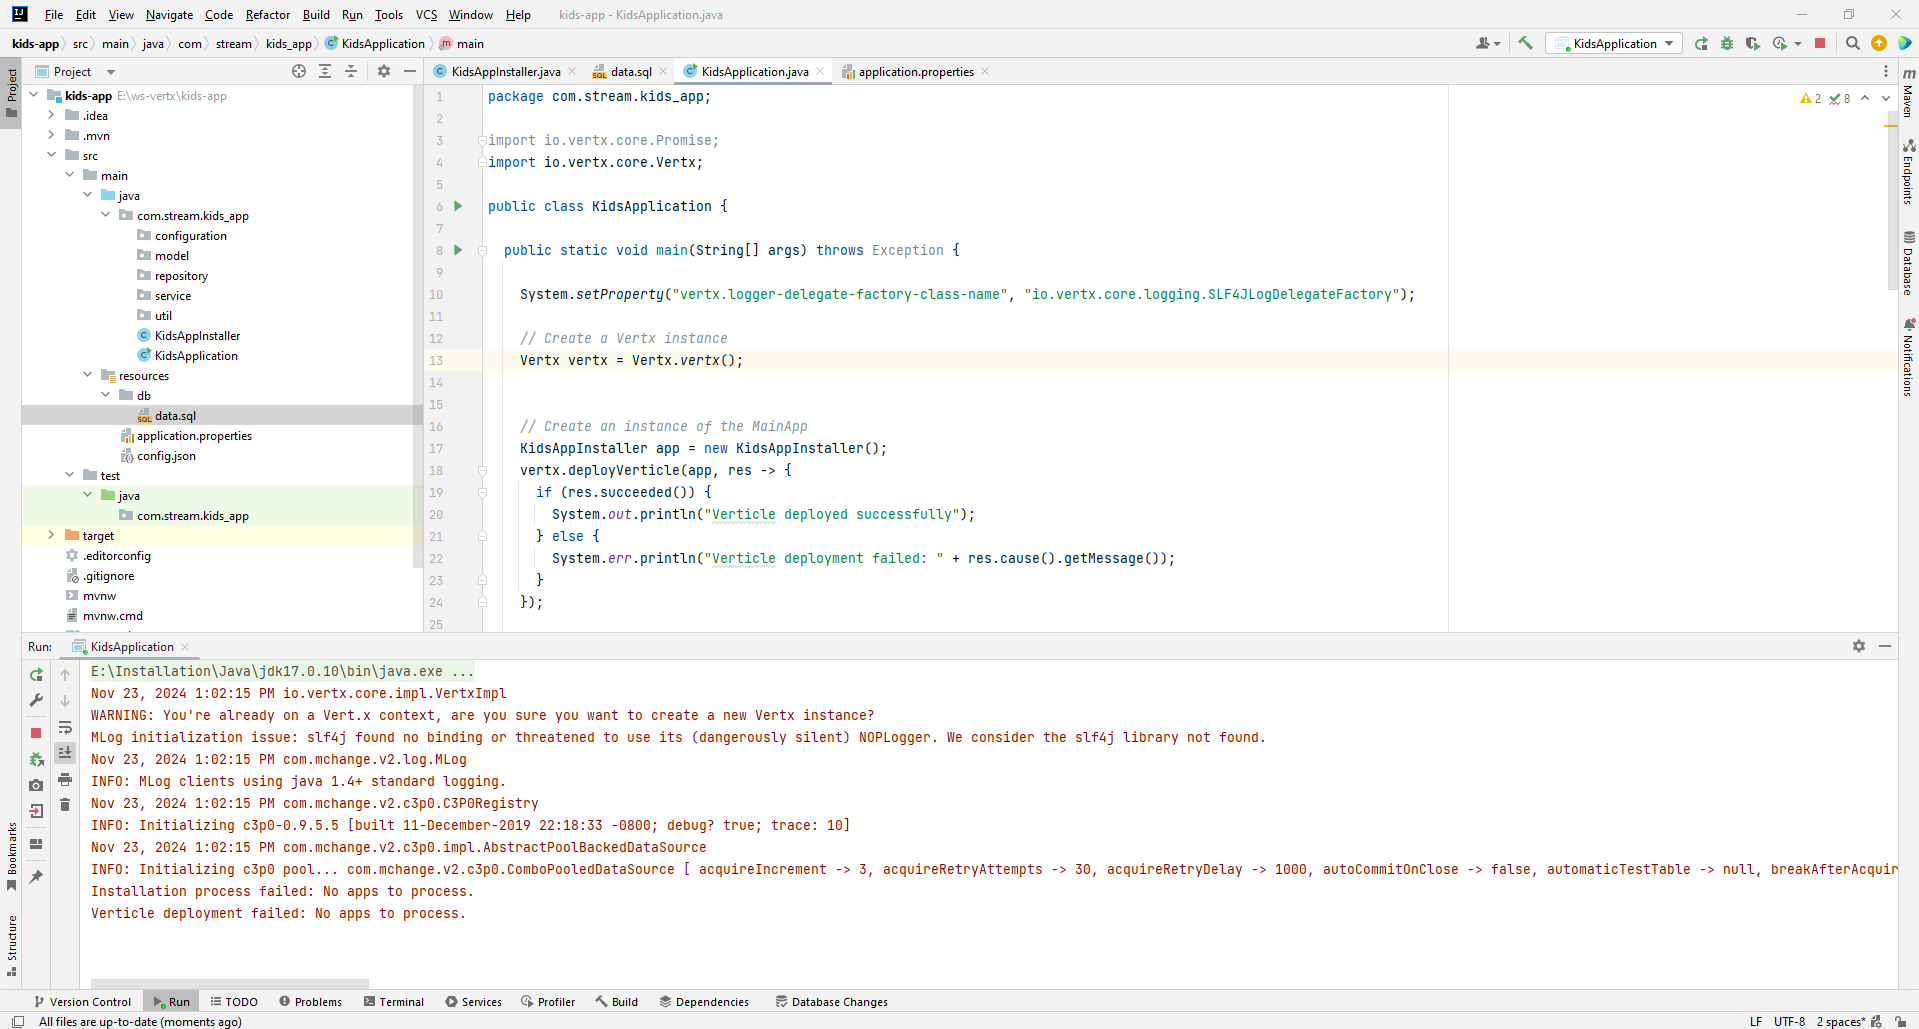 File Edit View Navigate Code Refactor Build Run Tools VCS Window Help kids-app - KidsApplication.java
kids-app src main java com stream kids_app KidsApplication main
KidsApplication
Project
KidsAppInstaller.java data.sql KidsApplication.java application.properties
Project
Bookmarks
Structure
kids-app E:\ws-vertx\kids-app
.idea
.mvn
src
main
java
com.stream.kids_app
configuration
model
repository
service
util
KidsAppInstaller
KidsApplication
resources
db
data.sql
application.properties
config.json
test
java
com.stream.kids_app
target
.editorconfig
.gitignore
mvnw
mvnw.cmd
2 8
1 package com.stream.kids_app;
2
3 import io.vertx.core.Promise;
4 import io.vertx.core.Vertx;
5
6 public class KidsApplication {
7
8 public static void main(String[] args) throws Exception {
9
10 System.setProperty("vertx.logger-delegate-factory-class-name", "io.vertx.core.logging.SLF4JLogDelegateFactory");
11
12 // Create a Vertx instance
13 Vertx vertx = Vertx.vertx();
14
15
16 // Create an instance of the MainApp
17 KidsAppInstaller app = new KidsAppInstaller();
18 vertx.deployVerticle(app, res -> {
19 if (res.succeeded()) {
20 System.out.println("Verticle deployed successfully");
21 } else {
22 System.err.println("Verticle deployment failed: " + res.cause().getMessage());
23 }
24 });
25
m Maven
Endpoints
Database
Notifications
Run: KidsApplication
E:\Installation\Java\jdk17.0.10\bin\java.exe ...
Nov 23, 2024 1:02:15 PM io.vertx.core.impl.VertxImpl
WARNING: You're already on a Vert.x context, are you sure you want to create a new Vertx instance?
MLog initialization issue: slf4j found no binding or threatened to use its (dangerously silent) NOPLogger. We consider the slf4j library not found.
Nov 23, 2024 1:02:15 PM com.mchange.v2.log.MLog
INFO: MLog clients using java 1.4+ standard logging.
Nov 23, 2024 1:02:15 PM com.mchange.v2.c3p0.C3P0Registry
INFO: Initializing c3p0-0.9.5.5 [built 11-December-2019 22:18:33 -0800; debug? true; trace: 10]
Nov 23, 2024 1:02:15 PM com.mchange.v2.c3p0.impl.AbstractPoolBackedDataSource
INFO: Initializing c3p0 pool... com.mchange.v2.c3p0.ComboPooledDataSource [ acquireIncrement -> 3, acquireRetryAttempts -> 30, acquireRetryDelay -> 1000, autoCommitOnClose -> false, automaticTestTable -> null, breakAfterAcquir
Installation process failed: No apps to process.
Verticle deployment failed: No apps to process.
Version Control Run TODO Problems Terminal Services Profiler Build Dependencies Database Changes
All files are up-to-date (moments ago) LF UTF-8 2 spaces*